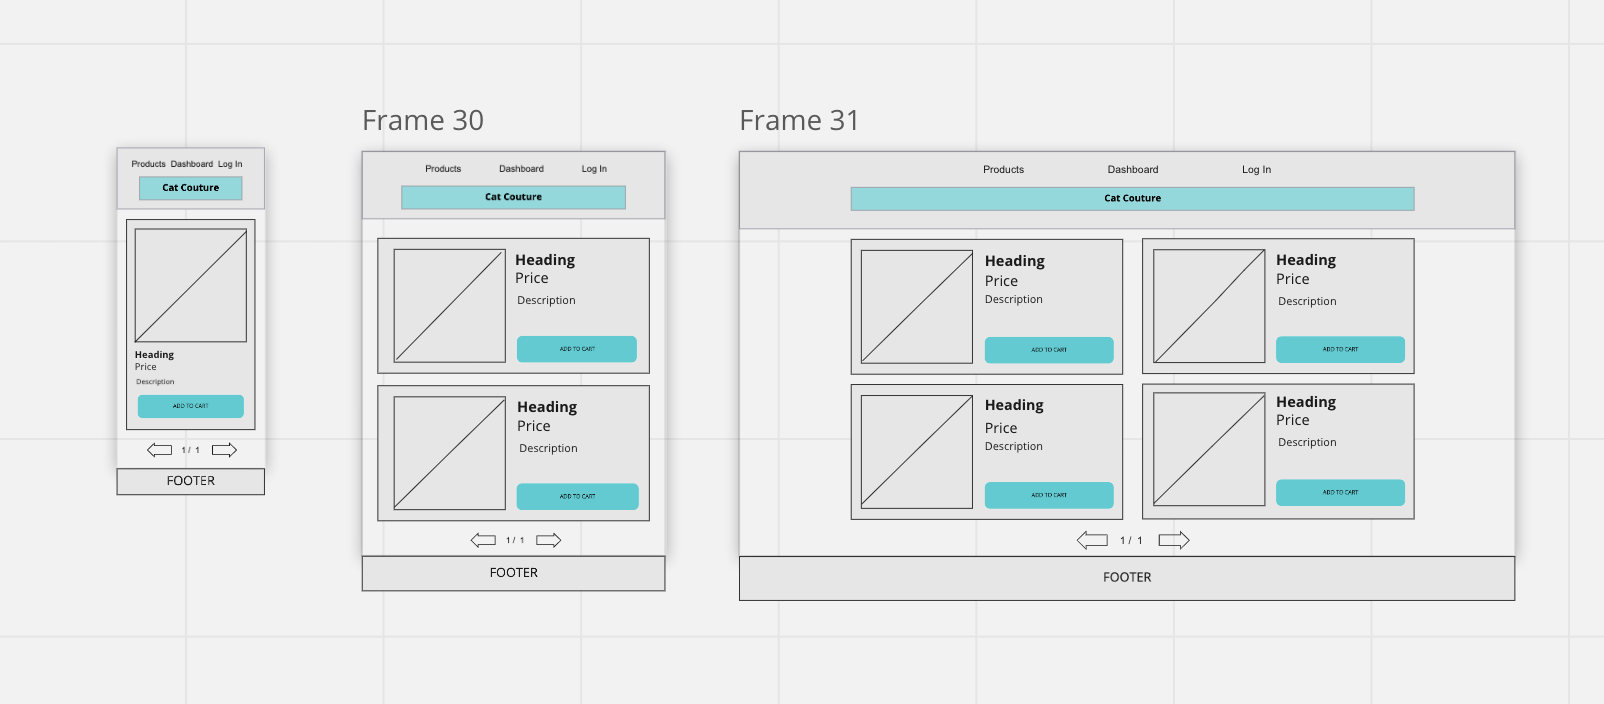 Products Dashboard Log In
Cat Couture
Heading
Price
Description
ADD TO CART
1 / 1
FOOTER
Frame 30
Products Dashboard Log In
Cat Couture
Heading
Price
Description
ADD TO CART
Heading
Price
Description
ADD TO CART
1 / 1
FOOTER
Frame 31
Products Dashboard Log In
Cat Couture
Heading
Price
Description
ADD TO CART
Heading
Price
Description
ADD TO CART
Heading
Price
Description
ADD TO CART
Heading
Price
Description
ADD TO CART
1 / 1
FOOTER